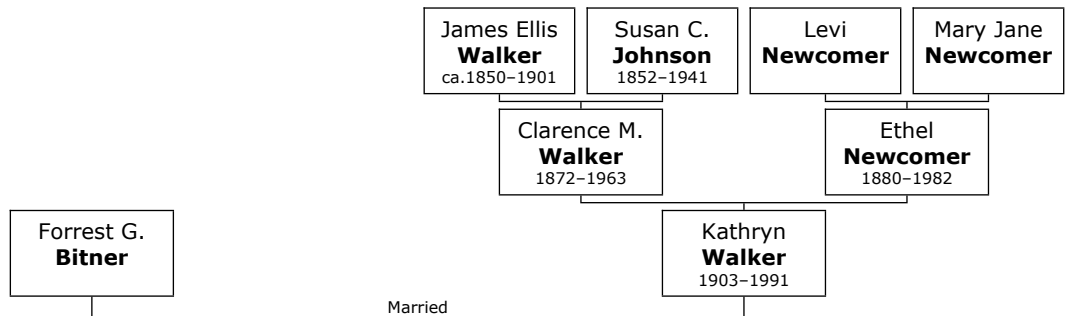 James Ellis
Walker
ca.1850–1901
Susan C.
Johnson
1852–1941
Levi
Newcomer
Mary Jane
Newcomer
Clarence M.
Walker
1872–1963
Ethel
Newcomer
1880–1982
Forrest G.
Bitner
Kathryn
Walker
1903–1991
Married